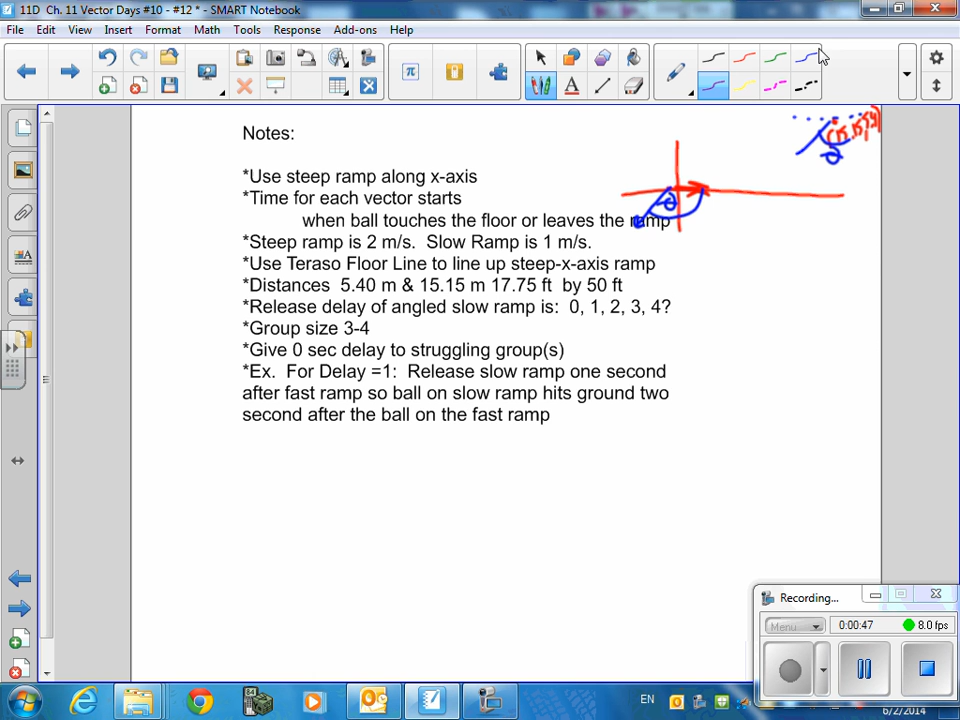 11D Ch. 11 Vector Days #10 - #12 * - SMART Notebook
File Edit View Insert Format Math Tools Response Add-ons Help
Notes:
*Use steep ramp along x-axis
*Time for each vector starts
when ball touches the floor or leaves the ramp
*Steep ramp is 2 m/s. Slow Ramp is 1 m/s.
*Use Teraso Floor Line to line up steep-x-axis ramp
*Distances 5.40 m & 15.15 m 17.75 ft by 50 ft
*Release delay of angled slow ramp is: 0, 1, 2, 3, 4?
*Group size 3-4
*Give 0 sec delay to struggling group(s)
*Ex. For Delay =1: Release slow ramp one second
after fast ramp so ball on slow ramp hits ground two
second after the ball on the fast ramp
Recording...
Menu 0:00:47 8.0 fps
EN
6/2/2014